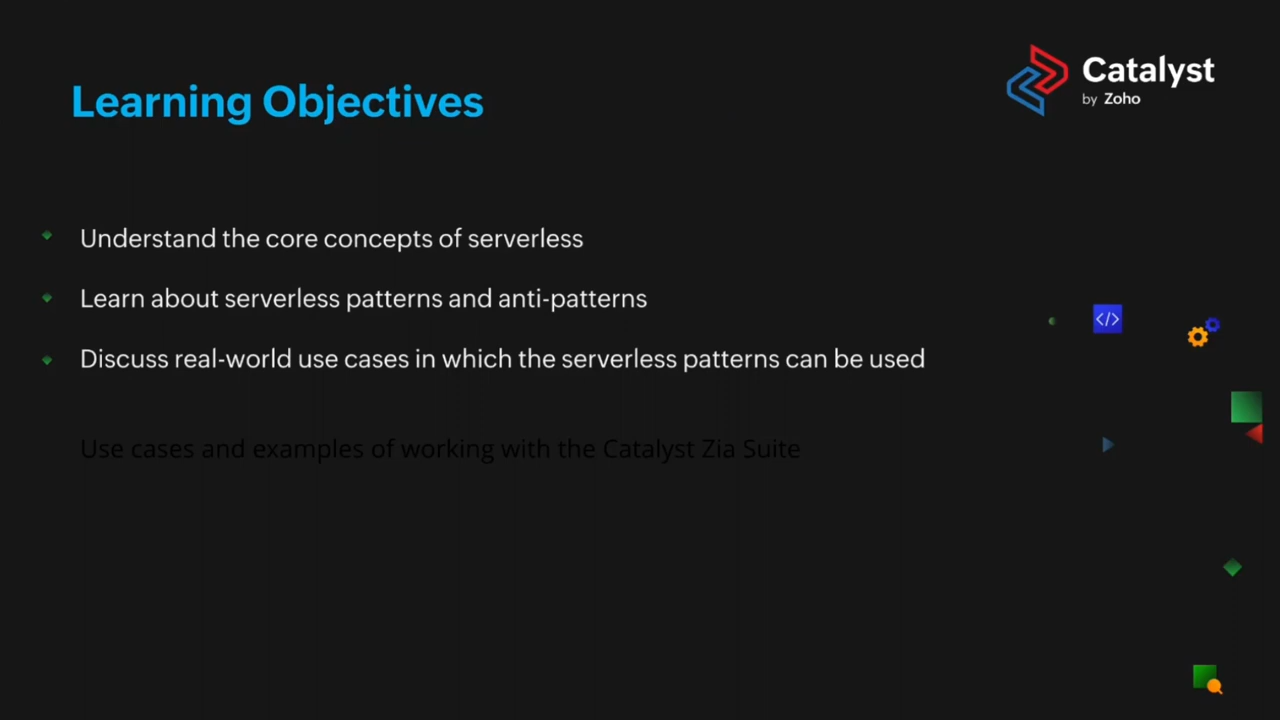 Catalyst
by Zoho
Learning Objectives
Understand the core concepts of serverless
Learn about serverless patterns and anti-patterns
</>
Discuss real-world use cases in which the serverless patterns can be used
Use cases and examples of working with the Catalyst Zia Suite